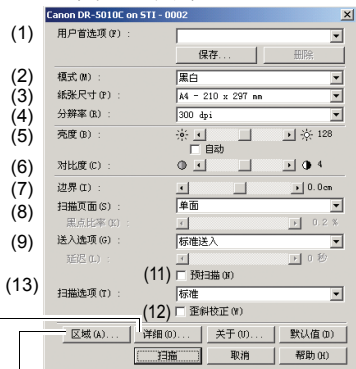 Canon DR-5010C on STI - 0002
(1) 用户首选项(P) :
保存... 删除
(2) 模式(M) : 黑白
(3) 紙张尺寸(P) : A4 - 210 x 297 mm
(4) 分辨率(R) : 300 dpi
(5) 亮度(B) : 128
自动
(6) 对比度(C) : 4
(7) 边界(I) : 0.0cm
(8) 扫描页面(S) : 单面
黑点比率(K) : 0.2 %
(9) 送入选项(G) : 标准送入
延迟(L) : 0 秒
(11) 预扫描(N)
(13) 扫描选项(T) : 标准
(12) 歪斜校正(W)
区域(A)... 详细(O)... 关于(U)... 默认值(D)
扫描 取消 帮助(H)